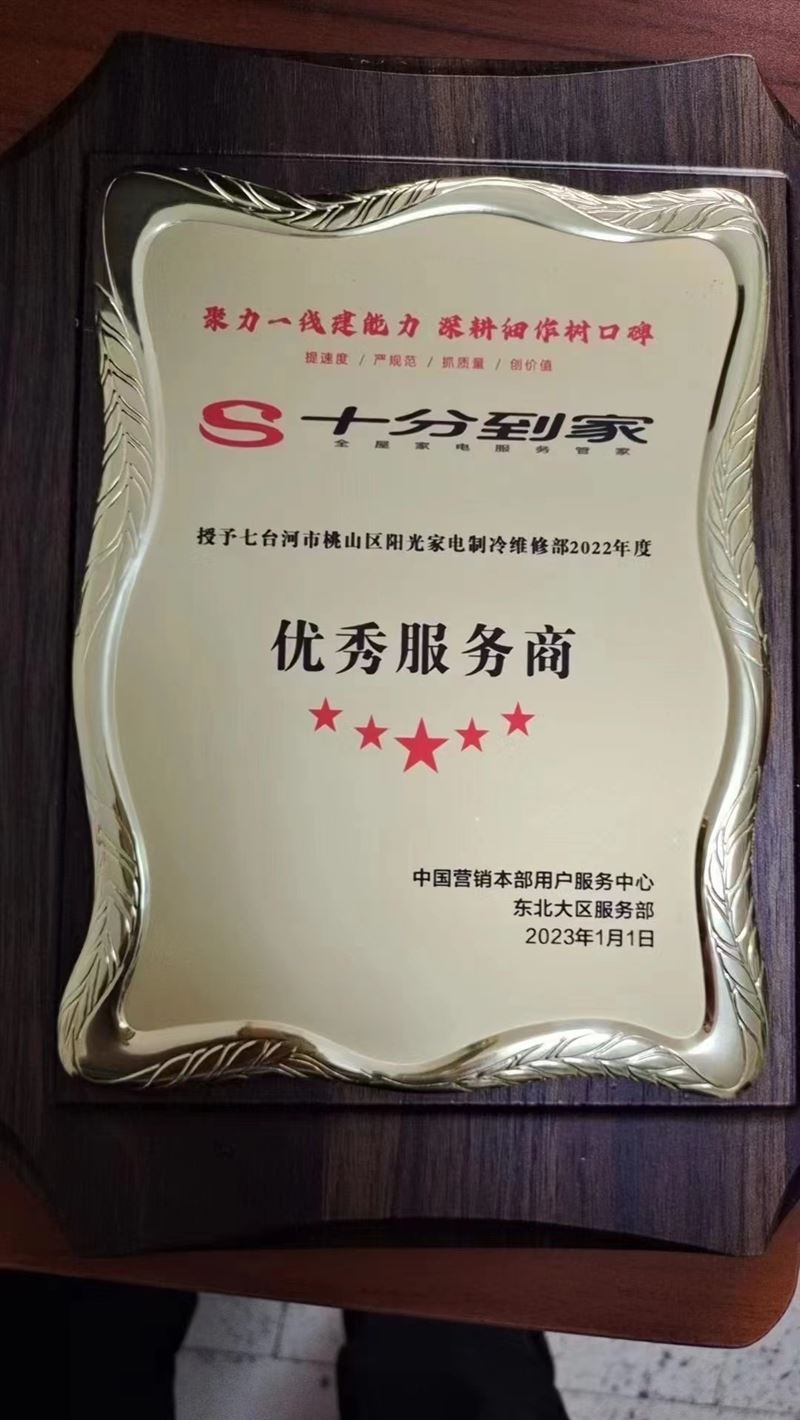 聚力一线建能力 深耕细作树口碑
提速度 / 严规范 / 抓质量 / 创价值
十分到家
全屋家电服务管家
授予七台河市桃山区阳光家电制冷维修部2022年度
优秀服务商
中国营销本部用户服务中心
东北大区服务部
2023年1月1日